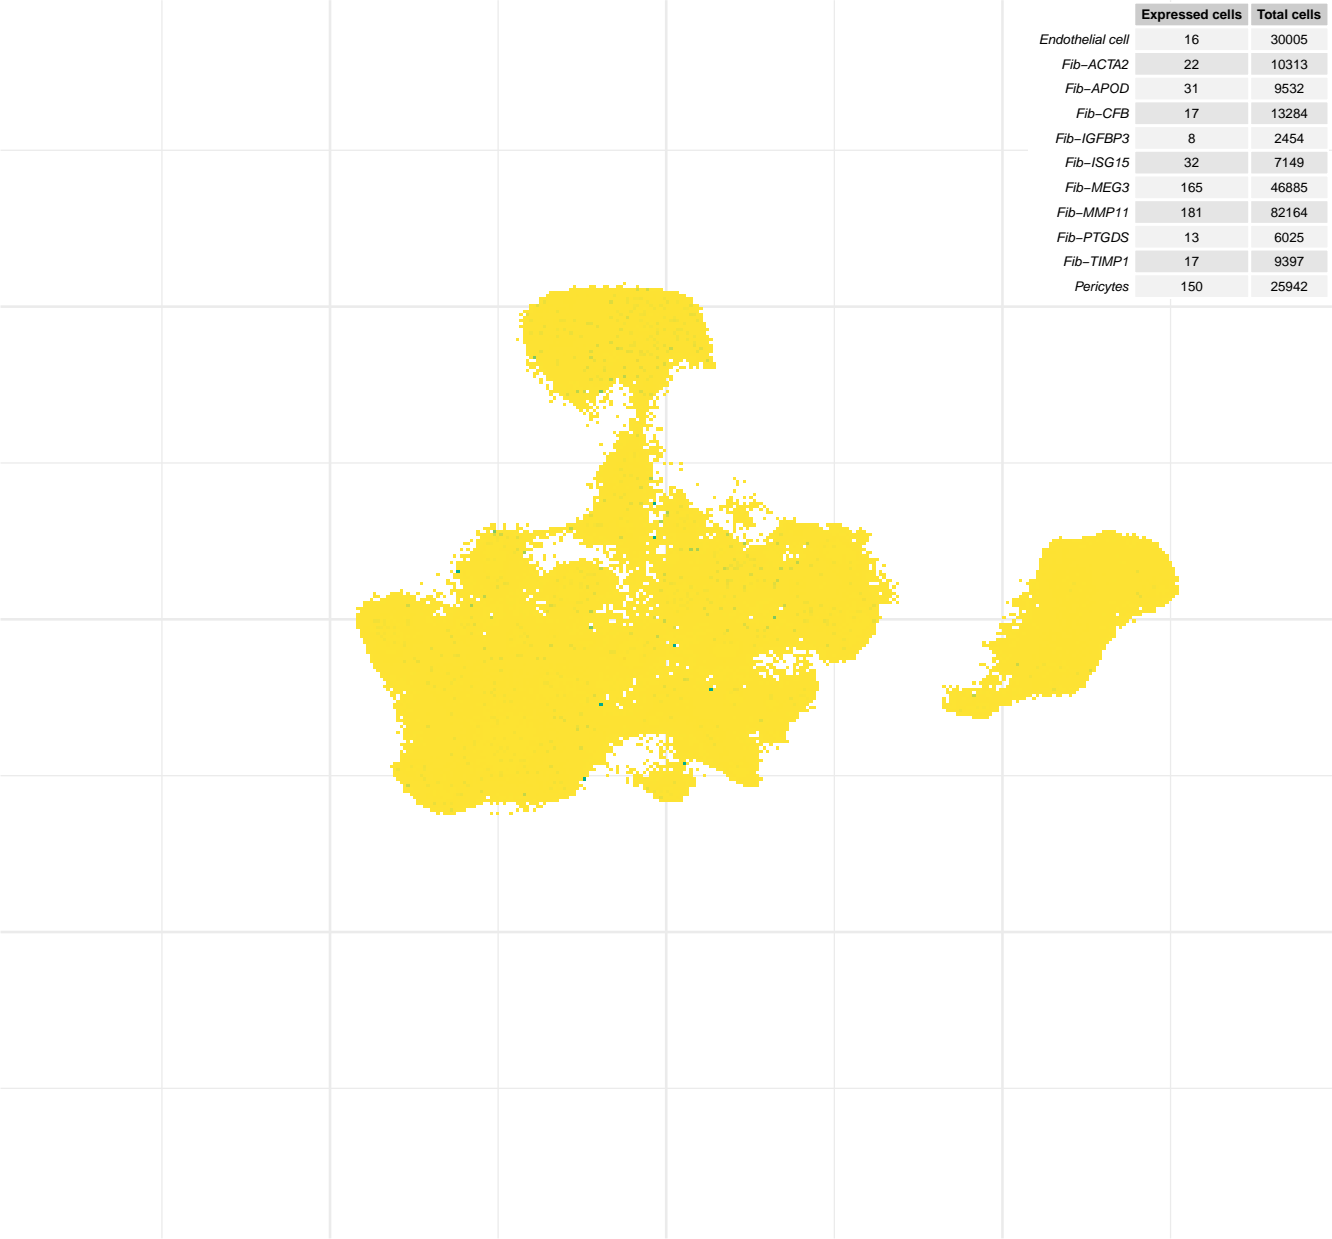 Expressed cells Total cells
Endothelial cell 16 30005
Fib−ACTA2 22 10313
Fib−APOD 31 9532
Fib−CFB 17 13284
Fib−IGFBP3 8 2454
Fib−ISG15 32 7149
Fib−MEG3 165 46885
Fib−MMP11 181 82164
Fib−PTGDS 13 6025
Fib−TIMP1 17 9397
Pericytes 150 25942